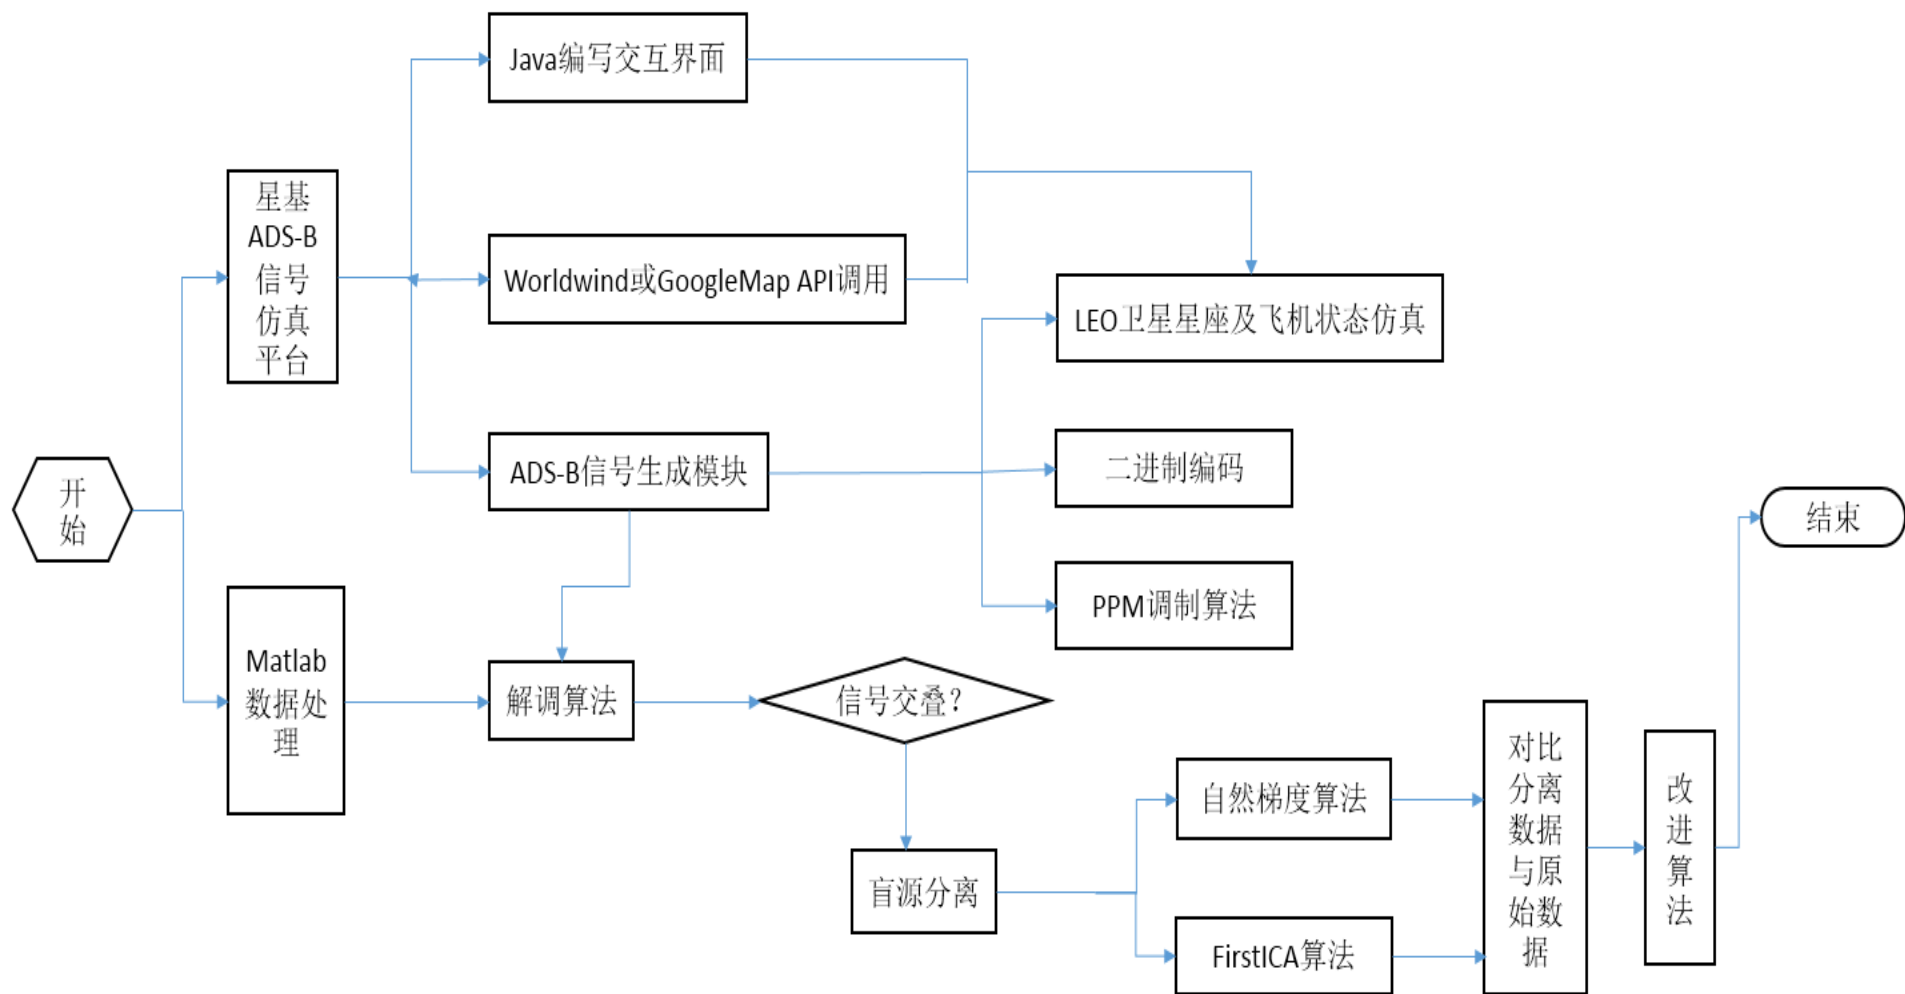 Java编写交互界面
星基
ADS-B
信号
仿真
平台
Worldwind或GoogleMap API调用
LEO卫星星座及飞机状态仿真
ADS-B信号生成模块
二进制编码
开
始
结束
PPM调制算法
Matlab
数据处
理
解调算法
信号交叠？
自然梯度算法
对比
分离
数据
与原
始数
据
改
进
算
法
盲源分离
FirstICA算法